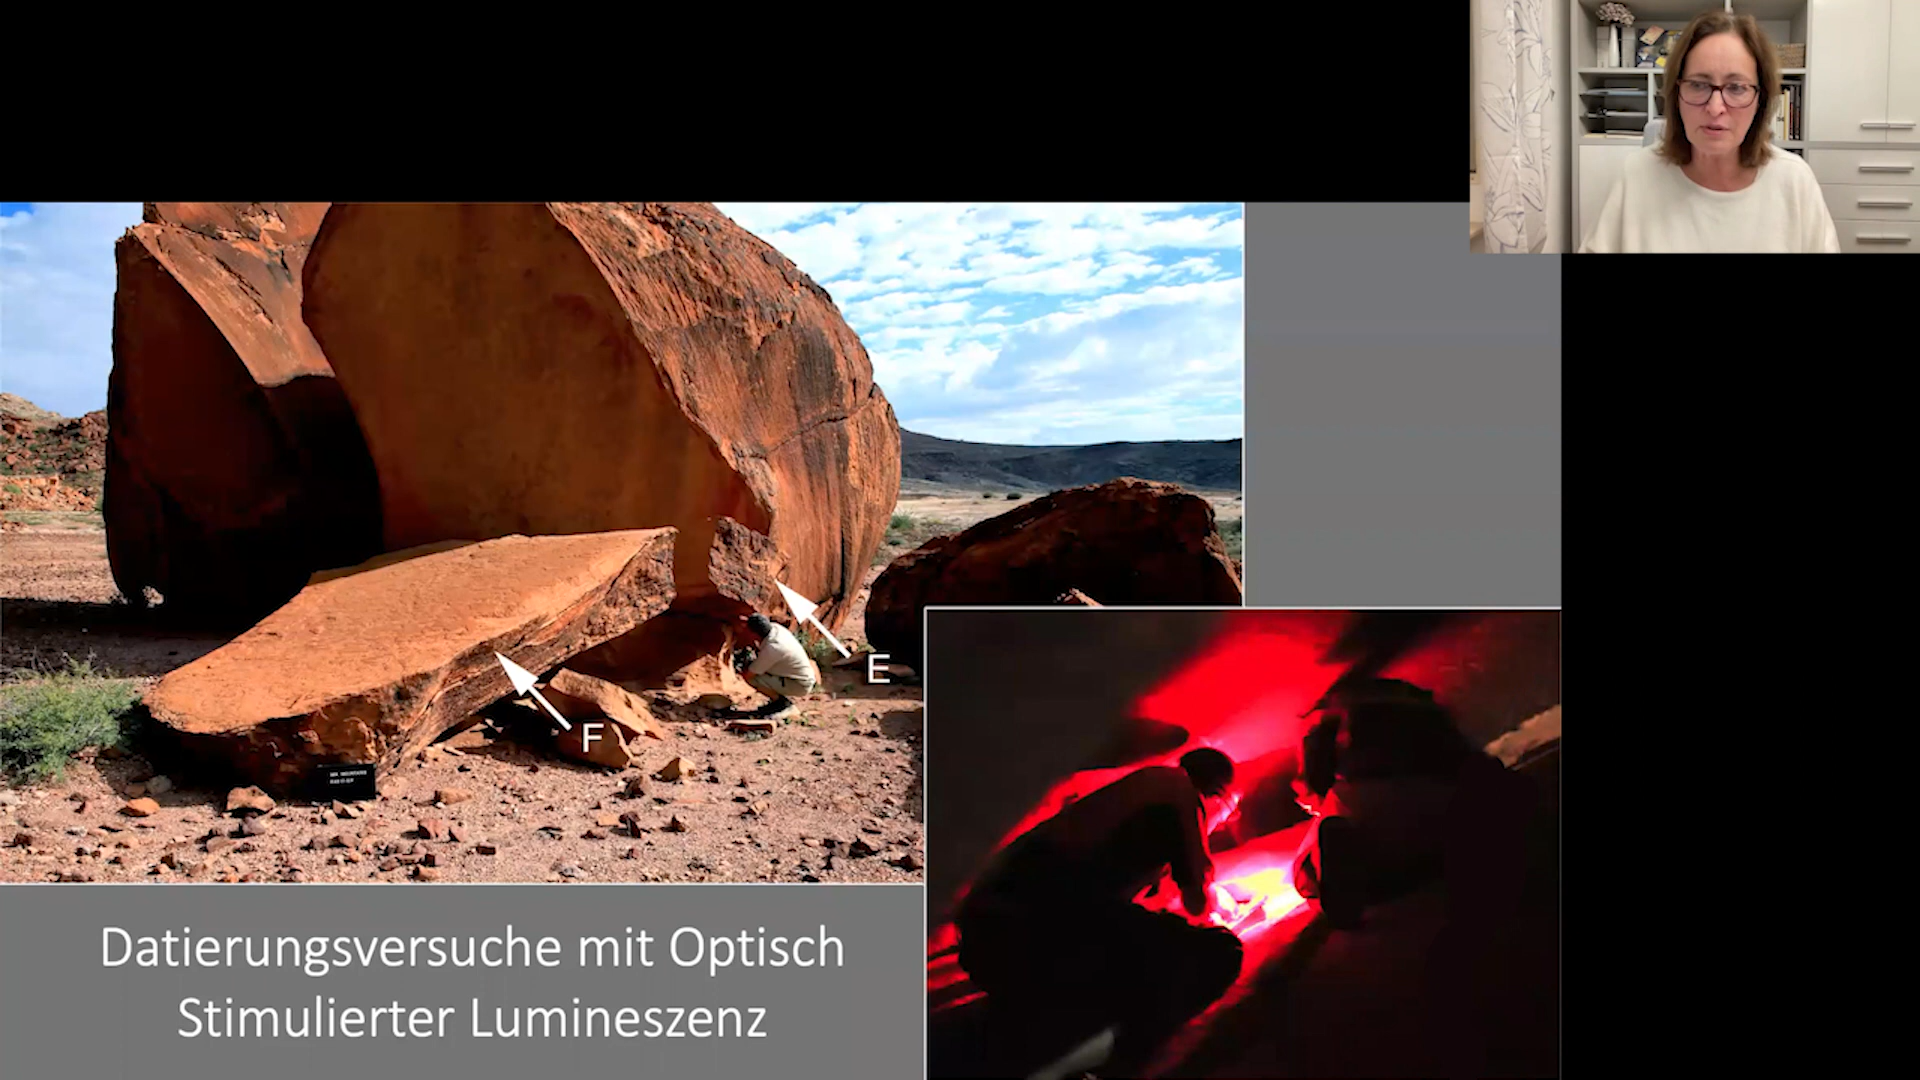 E
F
Datierungsversuche mit Optisch
Stimulierter Lumineszenz